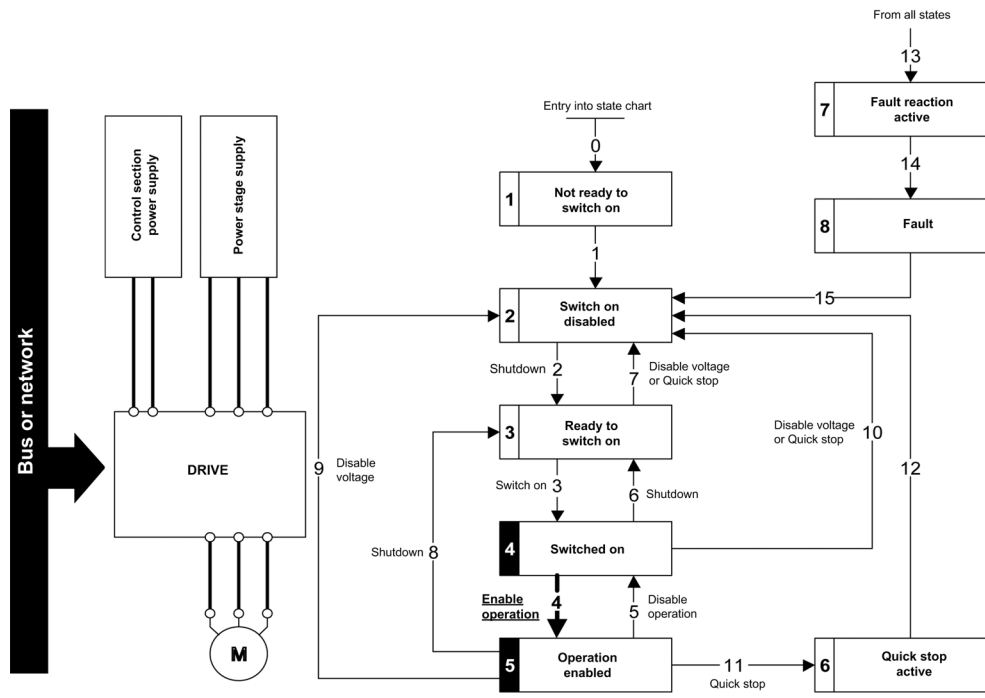 From all states
13
7
Fault reaction
active
14
8
Fault
15
Entry into state chart
0
1
Not ready to
switch on
1
2
Switch on
disabled
Shutdown
2
7
Disable voltage
or Quick stop
3
Ready to
switch on
Switch on
3
6
Shutdown
4
Switched on
Enable
operation
4
5
Disable
operation
5
Operation
enabled
11
Quick stop
6
Quick stop
active
Disable voltage
or Quick stop
10
12
9
Disable
voltage
Shutdown
8
Bus or network
Control section
power supply
Power stage supply
DRIVE
M